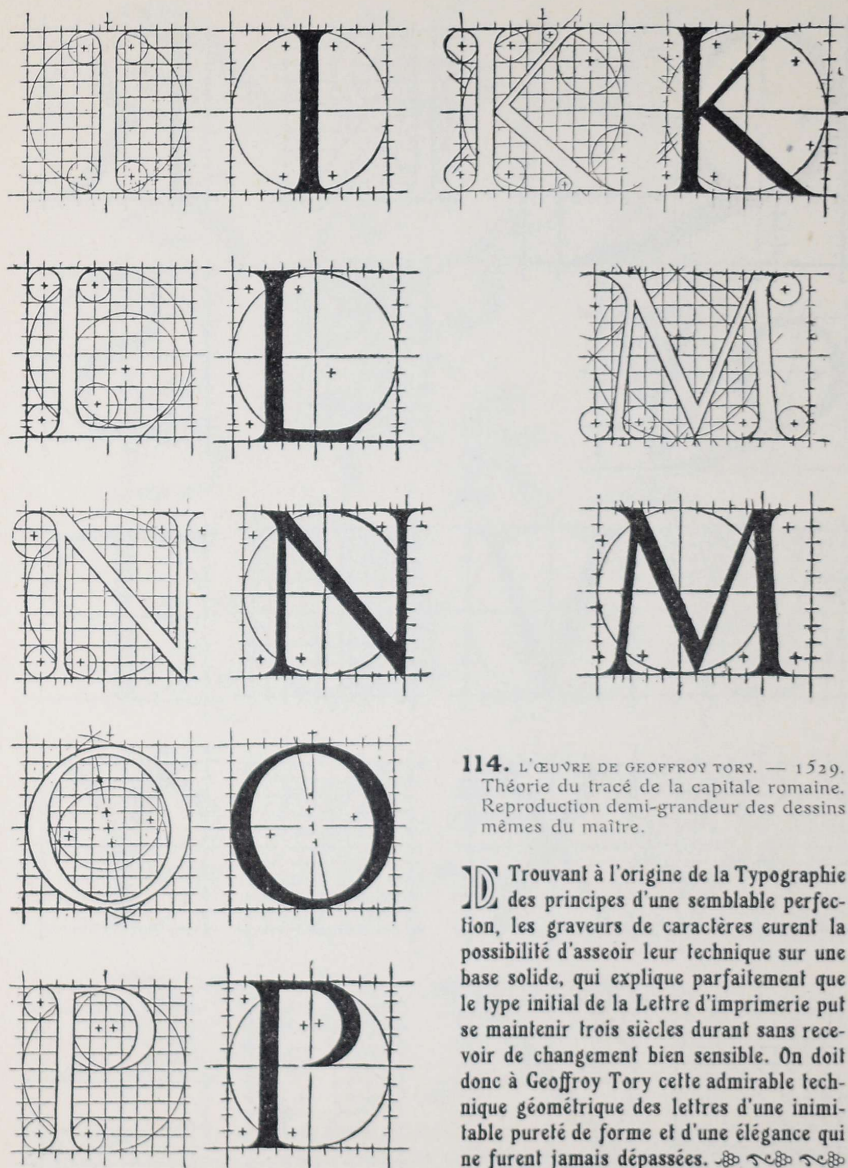 I I K K
L L M
N N M
O O
P P
114. L'ŒUVRE DE GEOFFROY TORY. — 1529.
Théorie du tracé de la capitale romaine.
Reproduction demi-grandeur des dessins
mêmes du maître.
Trouvant à l'origine de la Typographie
des principes d'une semblable perfec-
tion, les graveurs de caractères eurent la
possibilité d'asseoir leur technique sur une
base solide, qui explique parfaitement que
le type initial de la Lettre d'imprimerie put
se maintenir trois siècles durant sans rece-
voir de changement bien sensible. On doit
donc à Geoffroy Tory cette admirable tech-
nique géométrique des lettres d'une inimi-
table pureté de forme et d'une élégance qui
ne furent jamais dépassées.